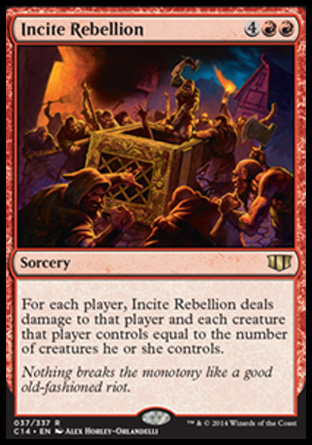 Incite Rebellion 4
Sorcery
For each player, Incite Rebellion deals
damage to that player and each creature
that player controls equal to the number
of creatures he or she controls.
Nothing breaks the monotony like a good
old-fashioned riot.
037/337 R
C14 • EN ALEX HORLEY-ORLANDELLI
™ & © 2014 Wizards of the Coast